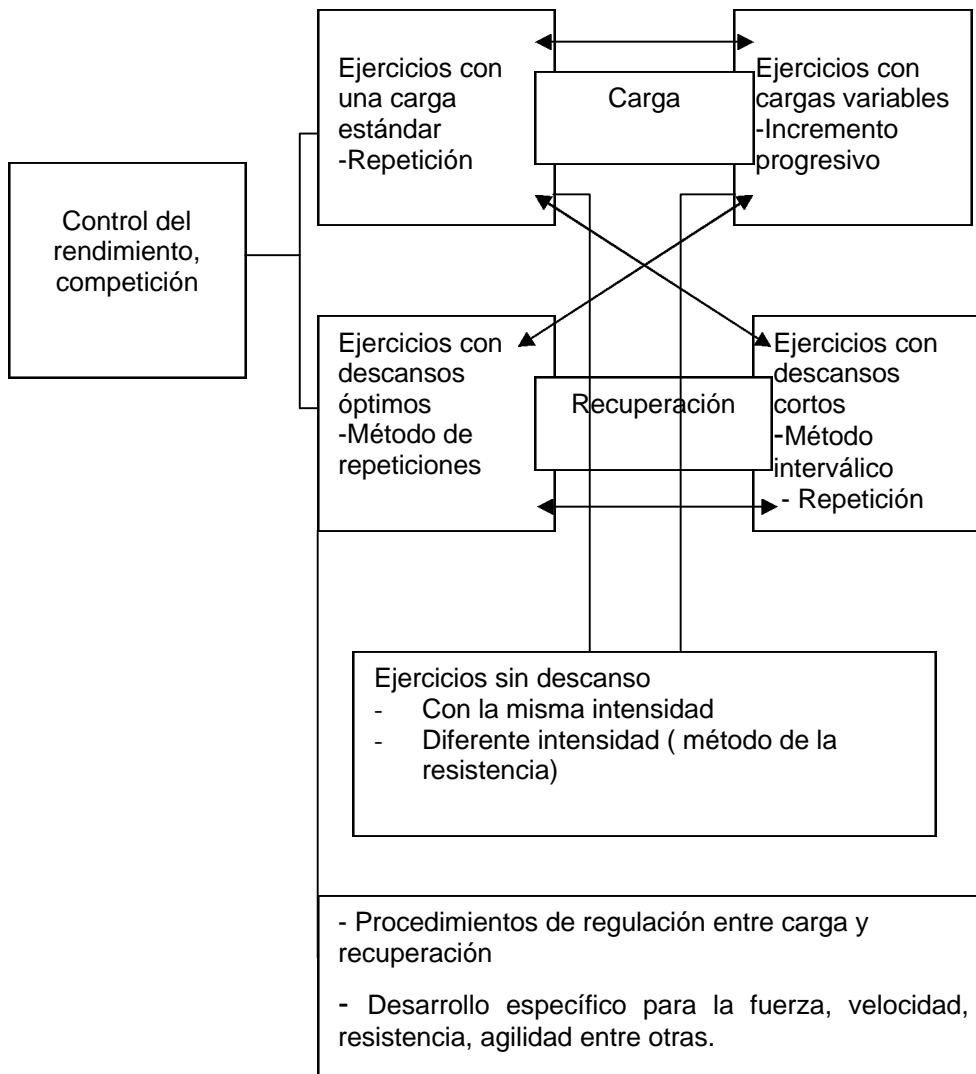 Control del
rendimiento,
competición
Ejercicios con
una carga
estándar
-Repetición
Carga
Ejercicios con
cargas variables
-Incremento
progresivo
Ejercicios con
descansos
óptimos
-Método de
repeticiones
Recuperación
Ejercicios con
descansos
cortos
-Método
interválico
- Repetición
Ejercicios sin descanso
- Con la misma intensidad
- Diferente intensidad ( método de la
resistencia)
- Procedimientos de regulación entre carga y
recuperación
- Desarrollo específico para la fuerza, velocidad,
resistencia, agilidad entre otras.